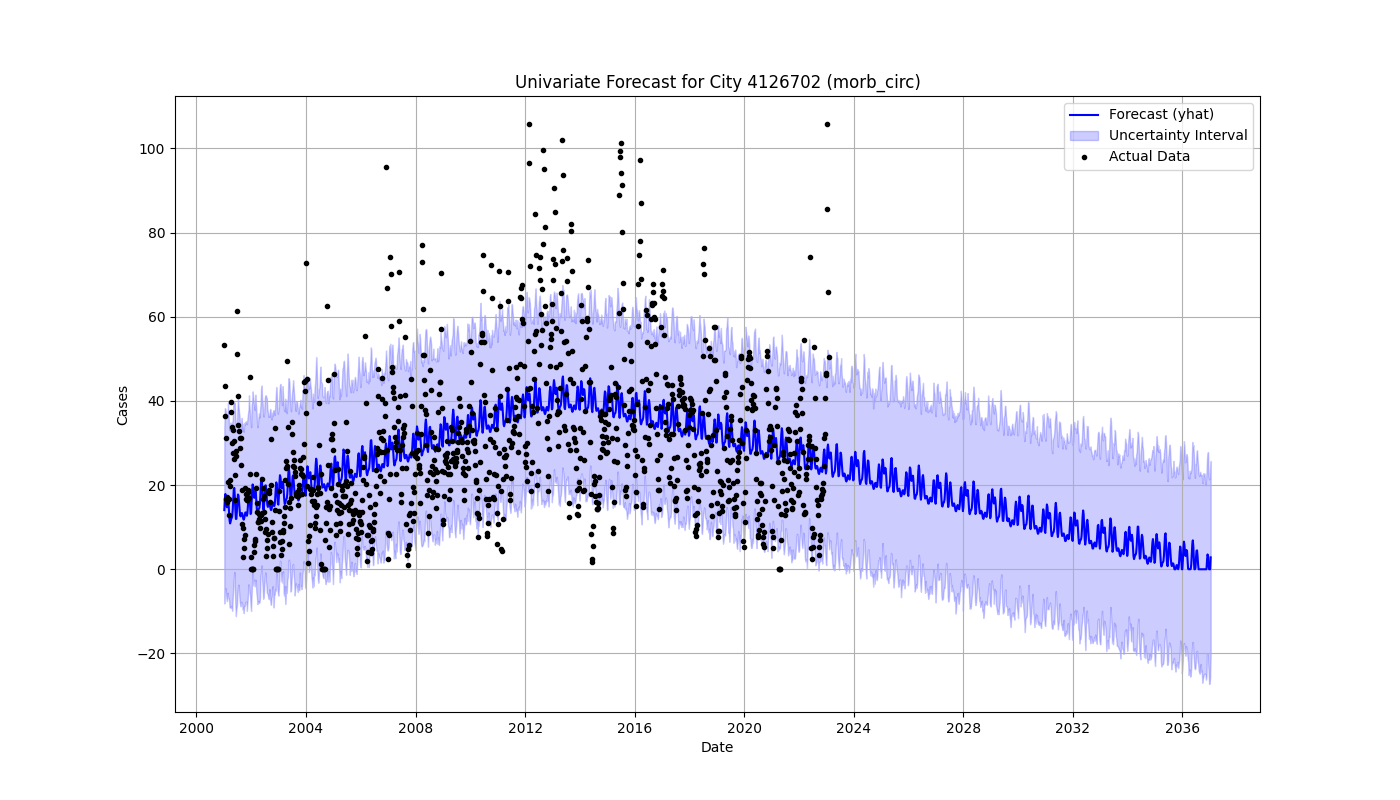 Univariate Forecast for City 4126702 (morb_circ)
Forecast (yhat)
Uncertainty Interval
Actual Data
Cases
100
80
60
40
20
0
−20
2000 2004 2008 2012 2016 2020 2024 2028 2032 2036
Date